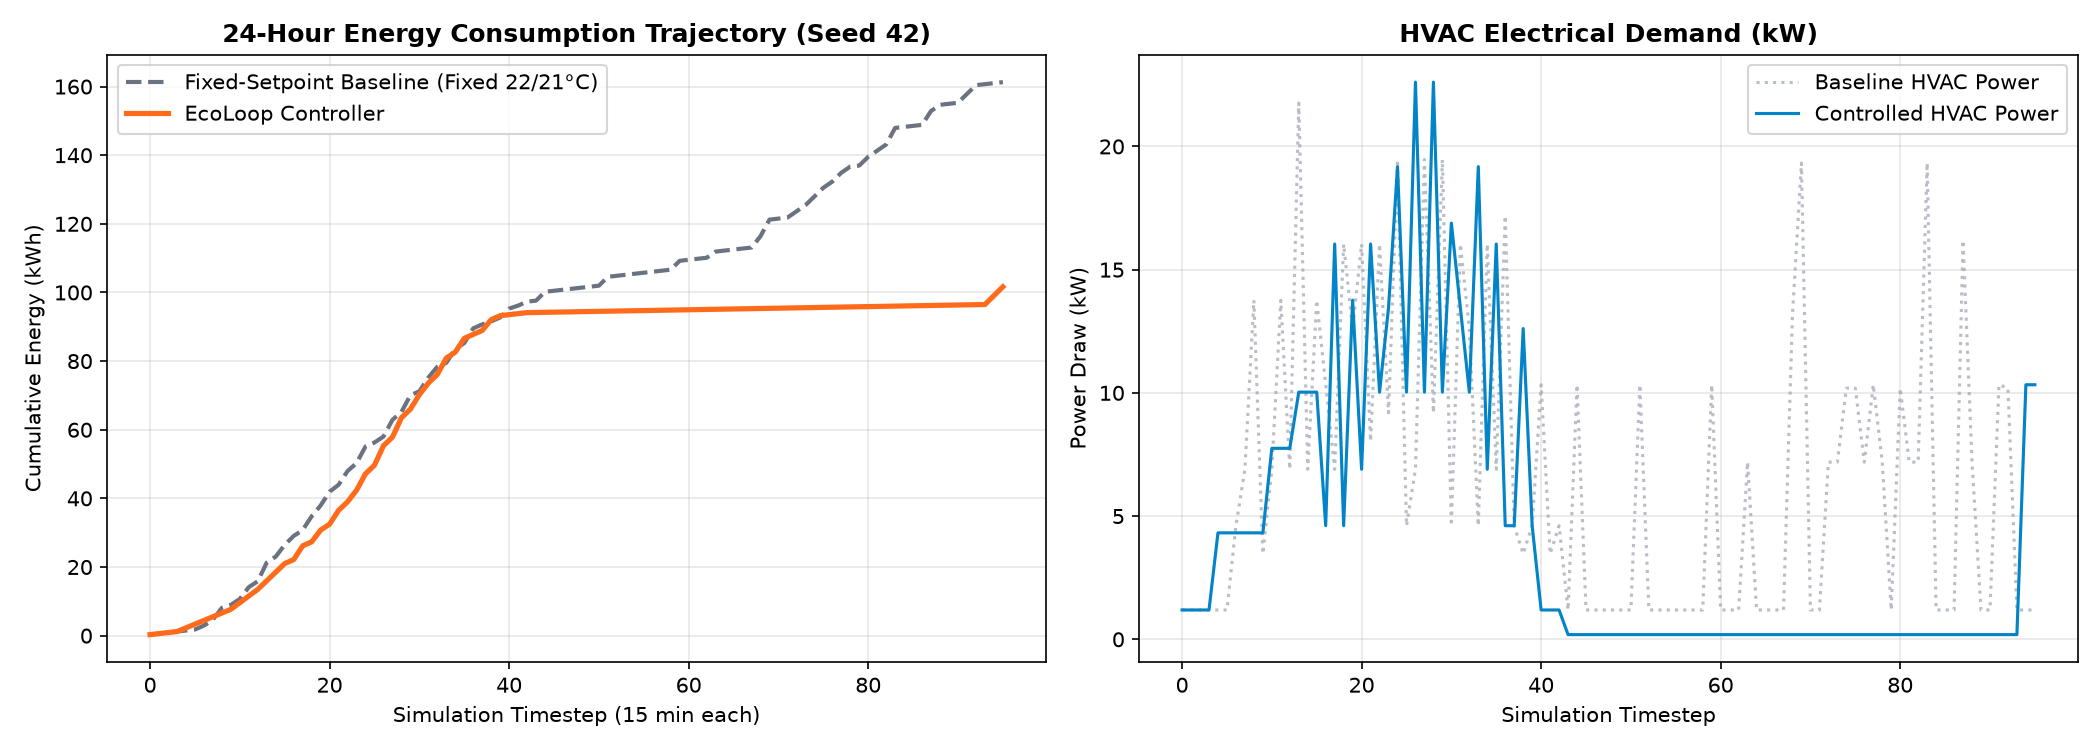 24-Hour Energy Consumption Trajectory (Seed 42)
Fixed-Setpoint Baseline (Fixed 22/21°C)
EcoLoop Controller
Cumulative Energy (kWh)
160
140
120
100
80
60
40
20
0
0 20 40 60 80
Simulation Timestep (15 min each)
HVAC Electrical Demand (kW)
Baseline HVAC Power
Controlled HVAC Power
Power Draw (kW)
20
15
10
5
0
0 20 40 60 80
Simulation Timestep